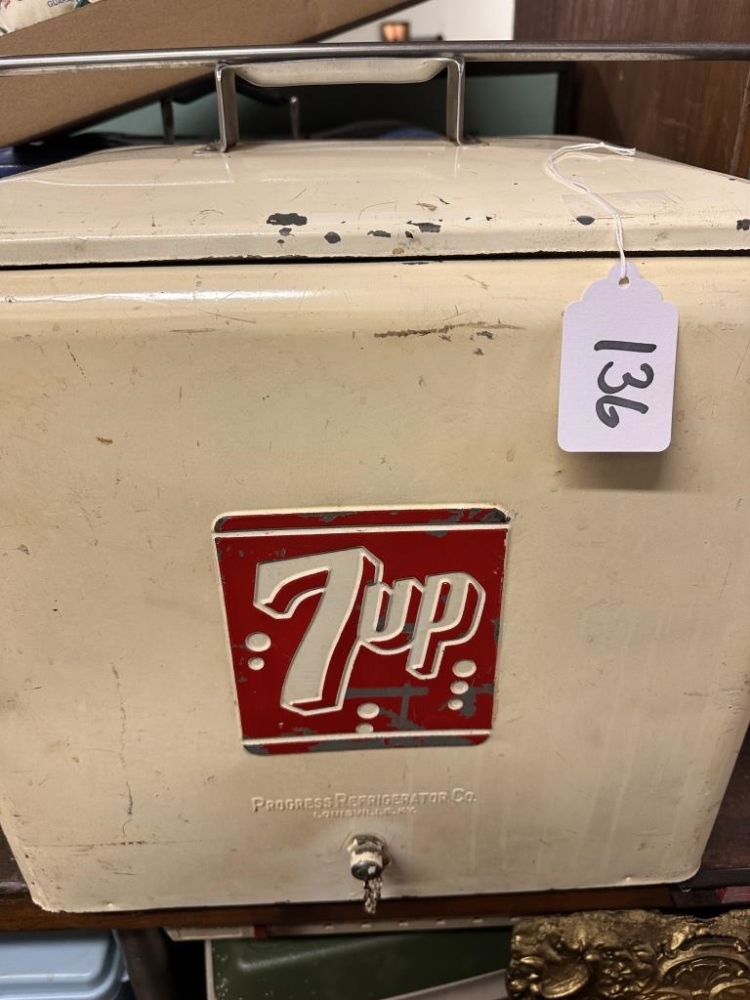 136
7up
PROGRESS REFRIGERATOR CO.
LOUISVILLE, KY.